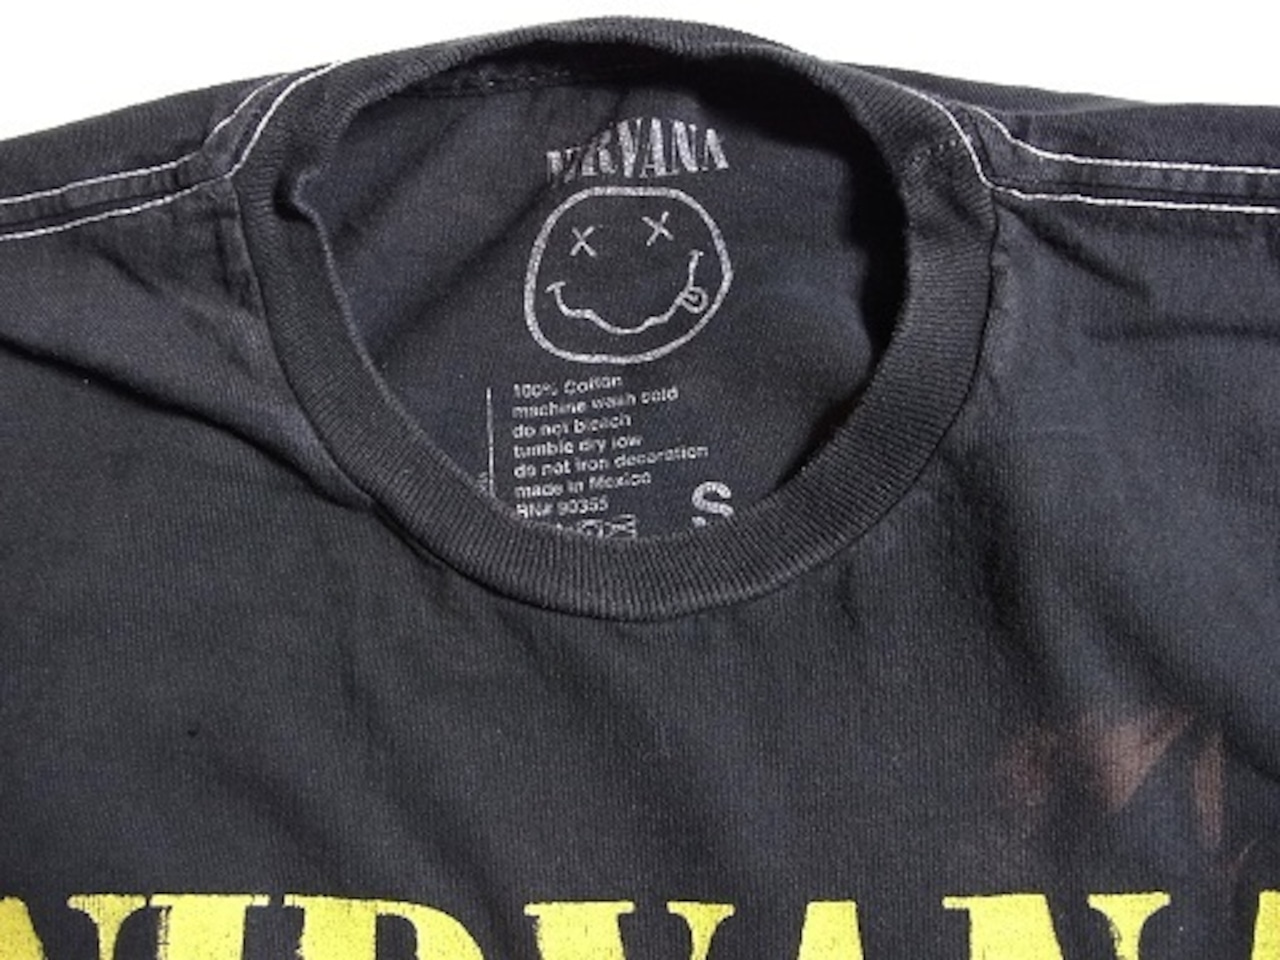 NIRVANA
100% Cotton
machine wash cold
do not bleach
tumble dry low
do not iron decoration
made in Mexico
RN# 90355
S
NIRVANA